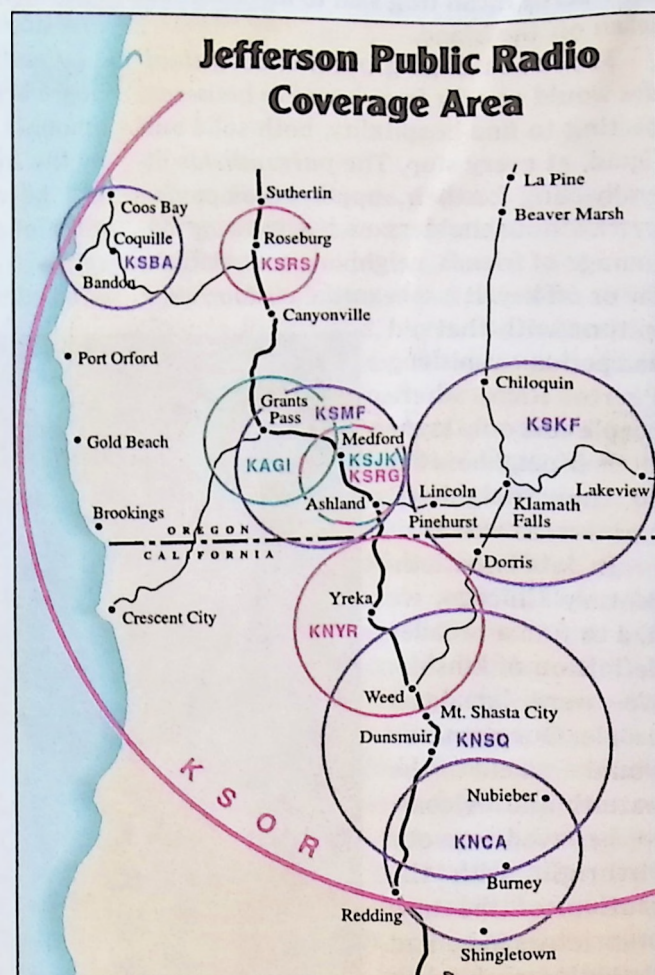 Jefferson Public Radio
Coverage Area
La Pine
Sutherlin
Beaver Marsh
Coos Bay
Roseburg
Coquille
KSBA
KSRS
Bandon
Canyonville
Port Orford
Chiloquin
Grants
Pass
KSMF
KSKF
Gold Beach
Medford
KAGI
KSJK
KSRG
Lakeview
Ashland
Lincoln
Klamath
Falls
Pinehurst
Brookings
OREGON
CALIFORNIA
Dorris
Yreka
Crescent City
KNYR
Weed
Mt. Shasta City
Dunsmuir
KNSQ
KSOR
Nubieber
KNCA
Burney
Redding
Shingletown